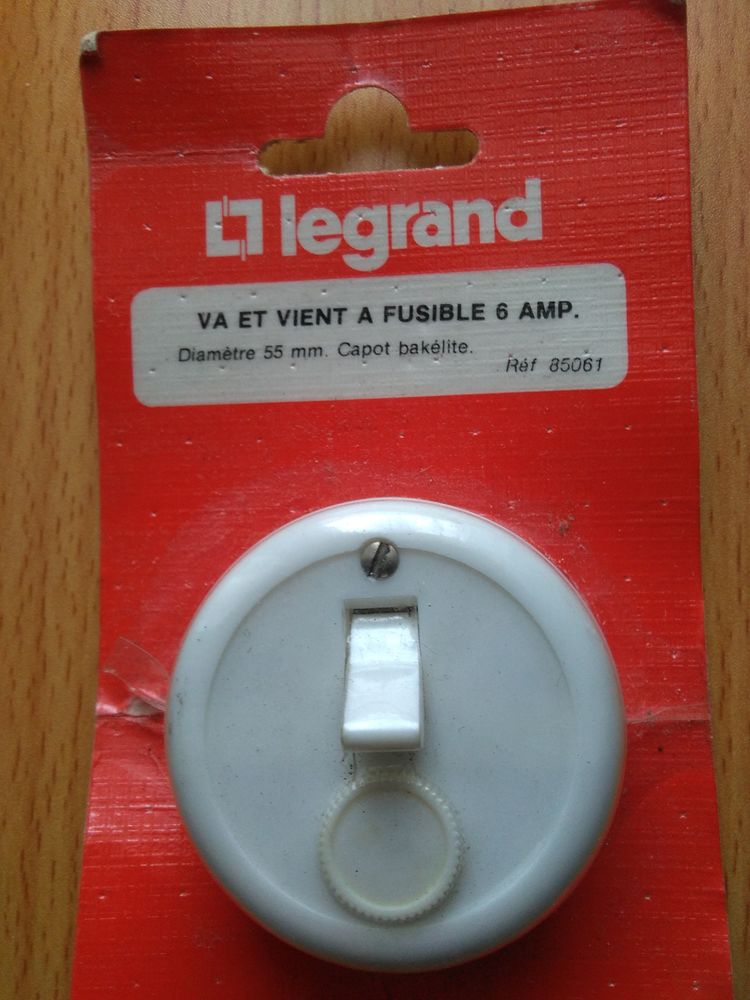 legrand
VA ET VIENT A FUSIBLE 6 AMP.
Diamètre 55 mm. Capot bakélite.
Réf 85061